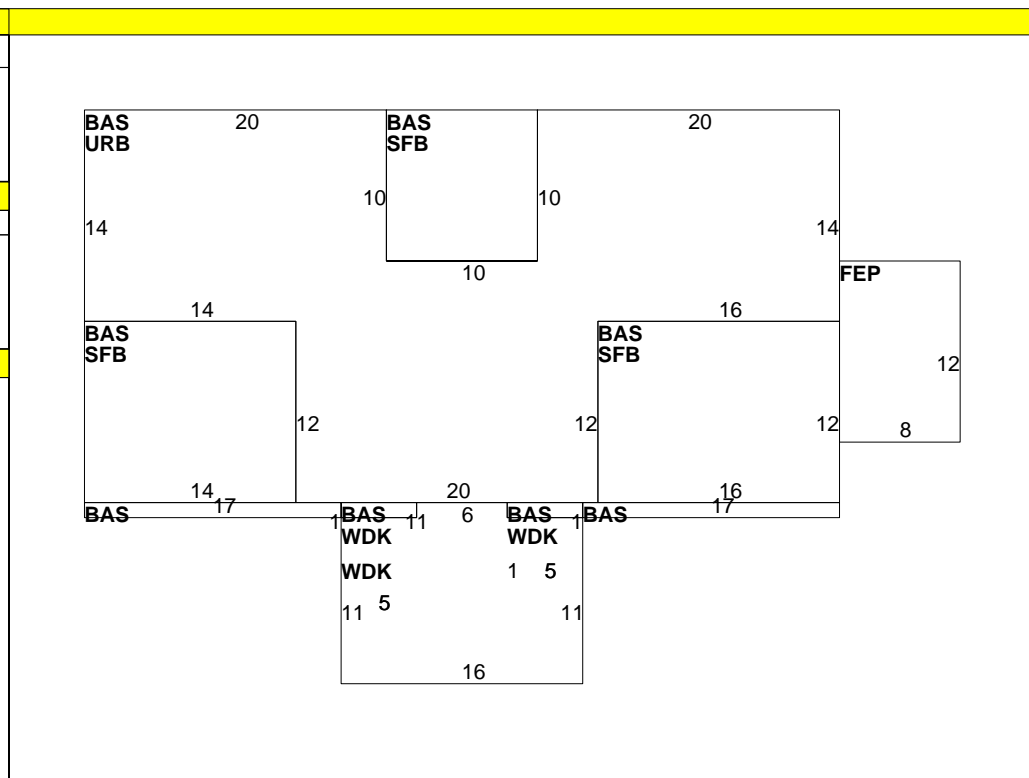 BAS 20 BAS 20
URB SFB
10 10
14 14
10 FEP
14 16
BAS BAS
SFB SFB
12
12 12 12
8
14 20 16
17 17
BAS 1 BAS 11 6 BAS 1 BAS
WDK WDK
WDK 1 5
5
11 11
16